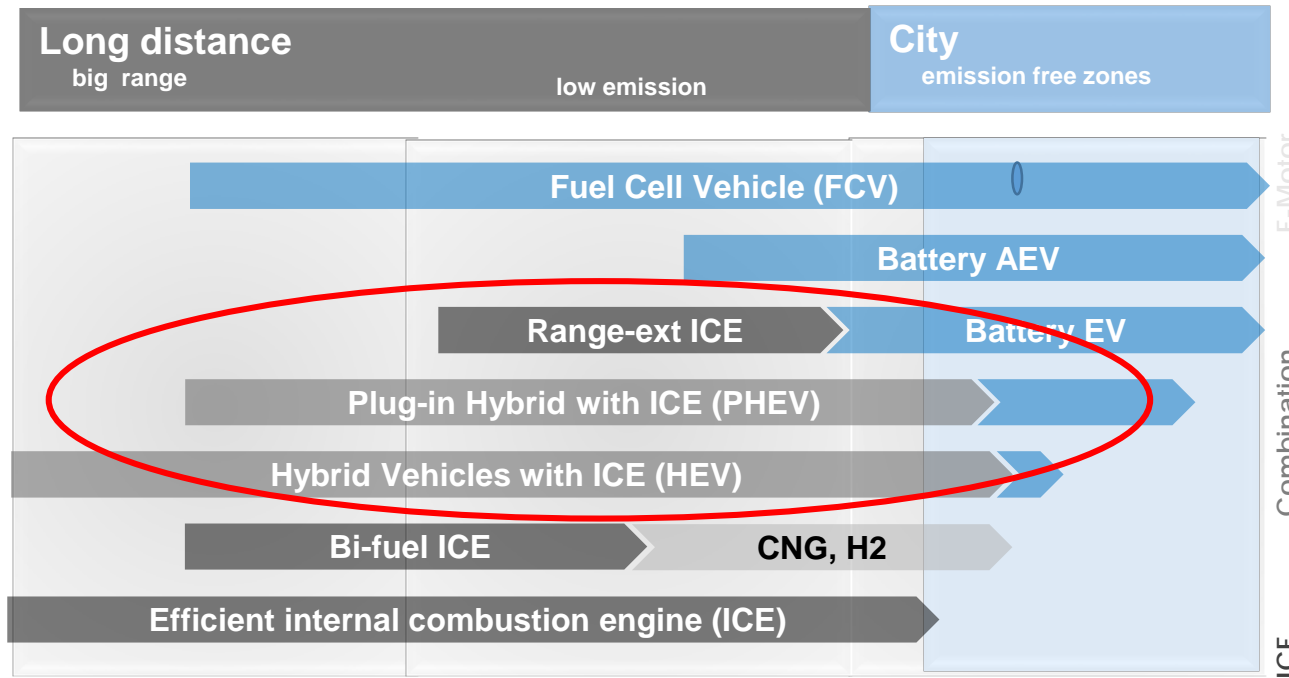 Long distance
big range
low emission
City
emission free zones
Fuel Cell Vehicle (FCV)
Battery AEV
Range-ext ICE
Battery EV
Plug-in Hybrid with ICE (PHEV)
Hybrid Vehicles with ICE (HEV)
Bi-fuel ICE
CNG, H2
Efficient internal combustion engine (ICE)
E-Motor
Combination
ICE